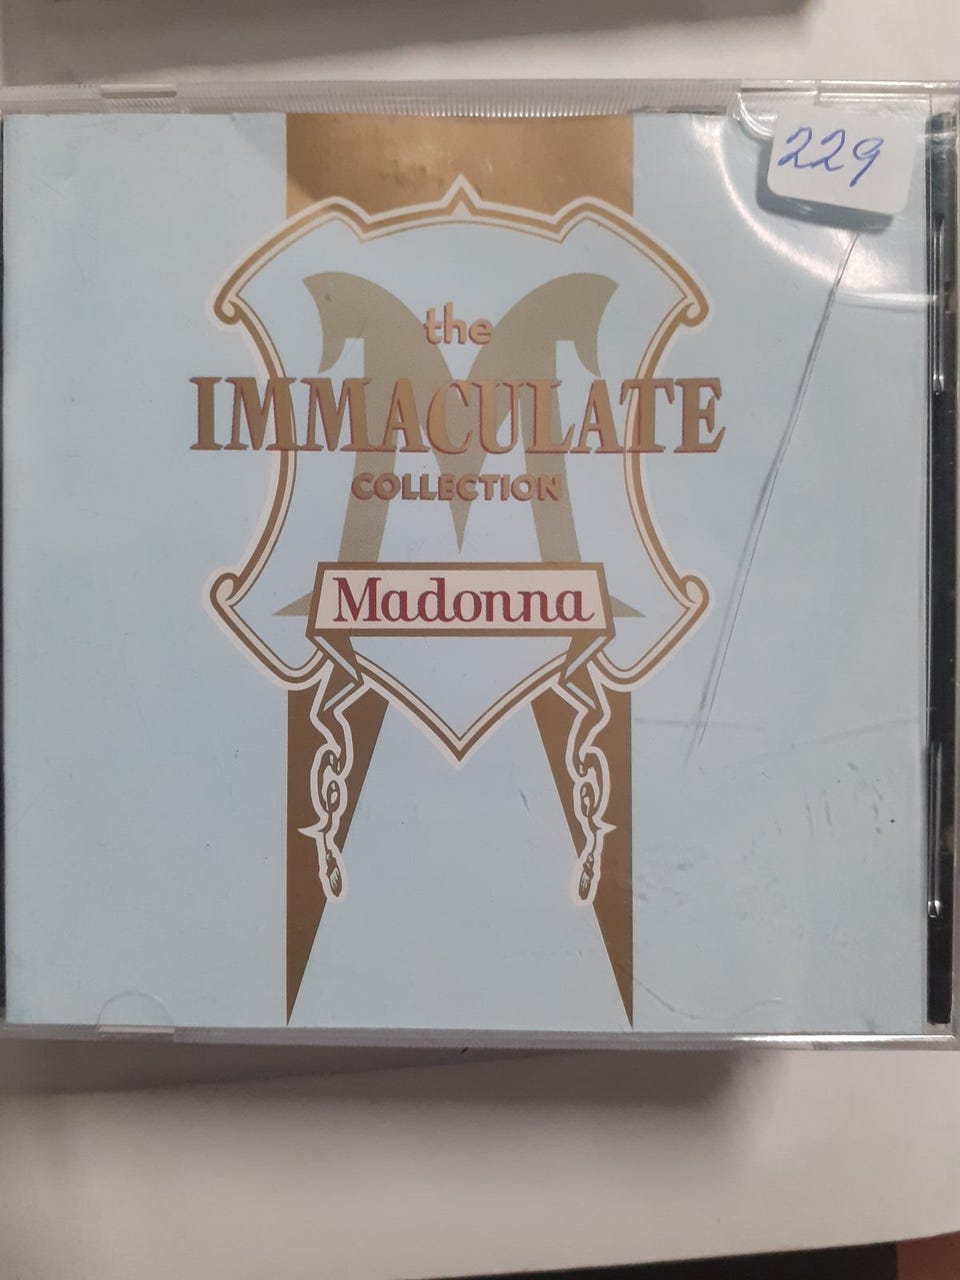 229
the
IMMACULATE
COLLECTION
Madonna